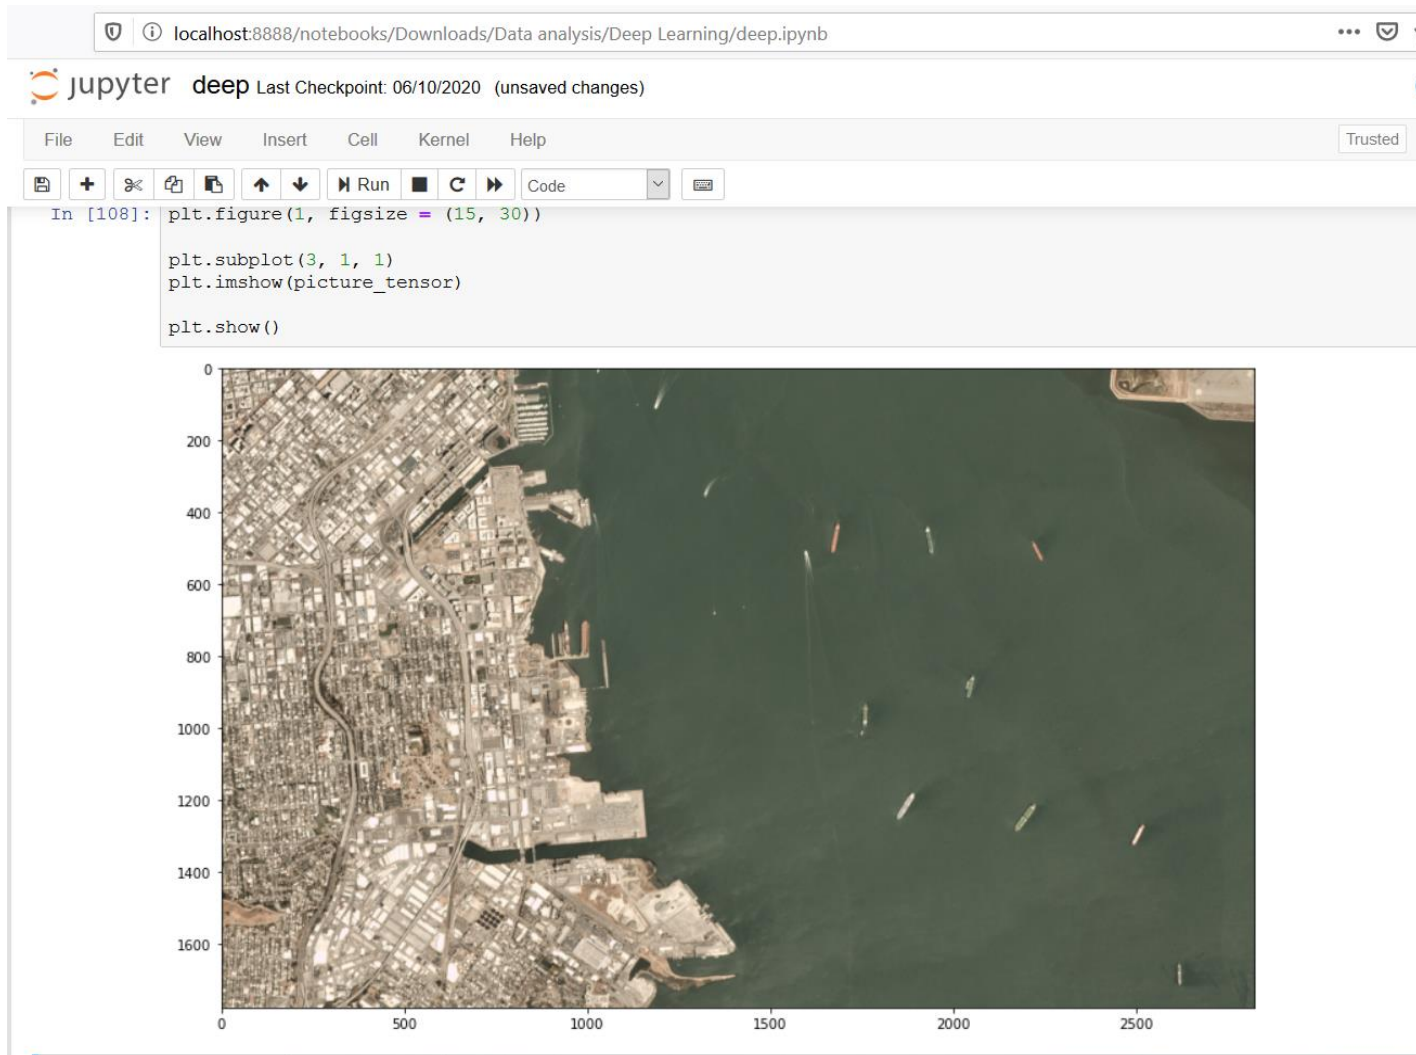 localhost:8888/notebooks/Downloads/Data analysis/Deep Learning/deep.ipynb
jupyter deep Last Checkpoint: 06/10/2020 (unsaved changes)
File Edit View Insert Cell Kernel Help Trusted
Run Code
In [108]: plt.figure(1, figsize = (15, 30))
plt.subplot(3, 1, 1)
plt.imshow(picture_tensor)
plt.show()
0
200
400
600
800
1000
1200
1400
1600
0 500 1000 1500 2000 2500